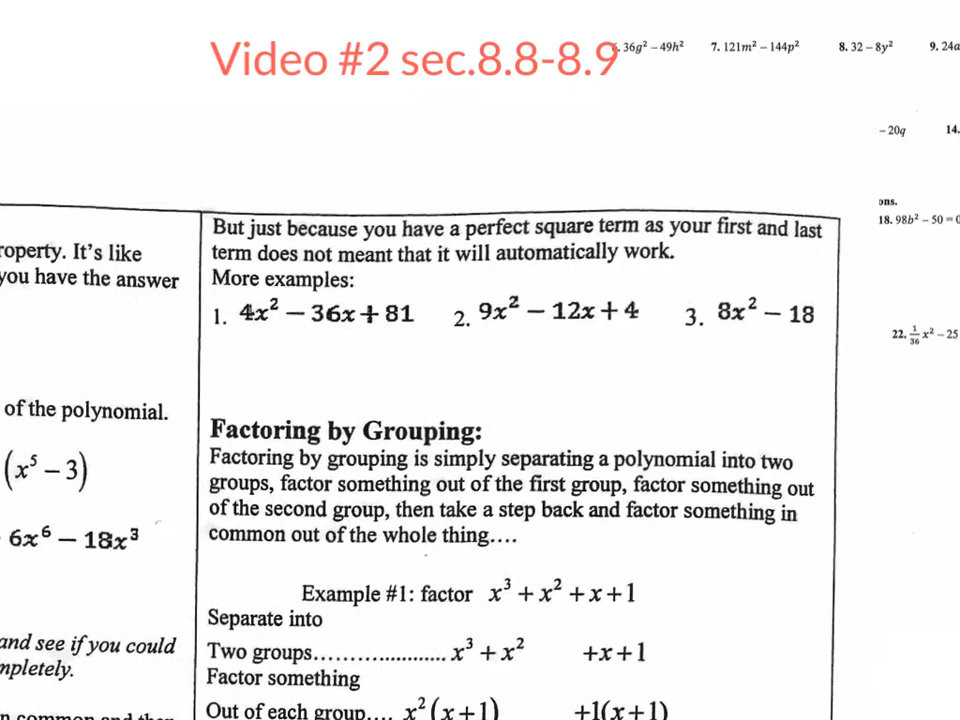 Video #2 sec.8.8-8.9
36g² – 49h² 7. 121m² – 144p² 8. 32 – 8y² 9. 24a
– 20q 14.
ons.
18. 98b² – 50 = 0
22. 1/36 x² – 25
roperty. It's like
you have the answer
of the polynomial.
(x⁵ – 3)
6x⁶ – 18x³
and see if you could
mpletely.
n common and then
But just because you have a perfect square term as your first and last
term does not meant that it will automatically work.
More examples:
1. 4x² – 36x + 81 2. 9x² – 12x + 4 3. 8x² – 18
Factoring by Grouping:
Factoring by grouping is simply separating a polynomial into two
groups, factor something out of the first group, factor something out
of the second group, then take a step back and factor something in
common out of the whole thing….
Example #1: factor x³ + x² + x + 1
Separate into
Two groups…………............ x³ + x² +x + 1
Factor something
Out of each group.... x²(x + 1) +1(x + 1)